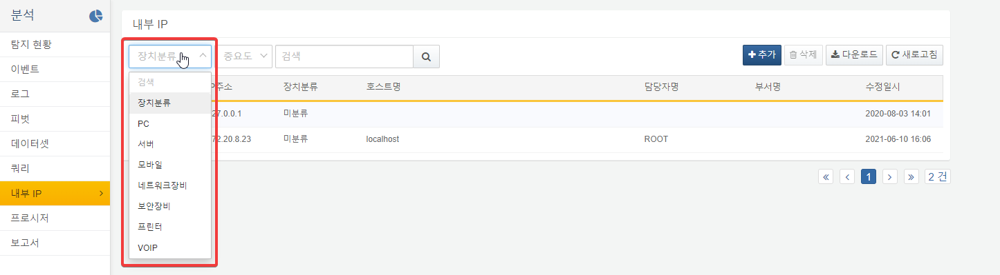 분석
탐지 현황
이벤트
로그
피벗
데이터셋
쿼리
내부 IP
프로시저
보고서
내부 IP
장치분류 중요도 검색
추가 삭제 다운로드 새로고침
검색
장치분류
PC
서버
모바일
네트워크장비
보안장비
프린터
VOIP
P주소 장치분류 호스트명 담당자명 부서명 수정일시
27.0.0.1 미분류 2020-08-03 14:01
72.20.8.23 미분류 localhost ROOT 2021-06-10 16:06
« ‹ 1 › » 2 건